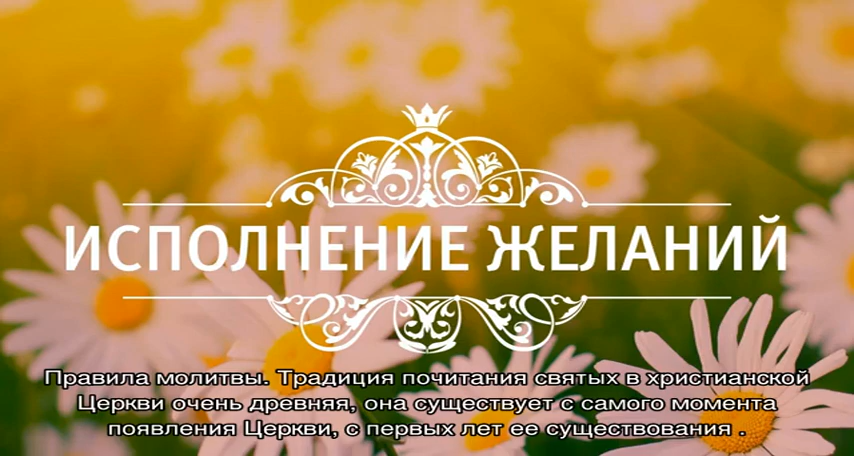 ИСПОЛНЕНИЕ ЖЕЛАНИЙ
Правила молитвы. Традиция почитания святых в христианской
Церкви очень древняя, она существует с самого момента
появления Церкви, с первых лет ее существования .